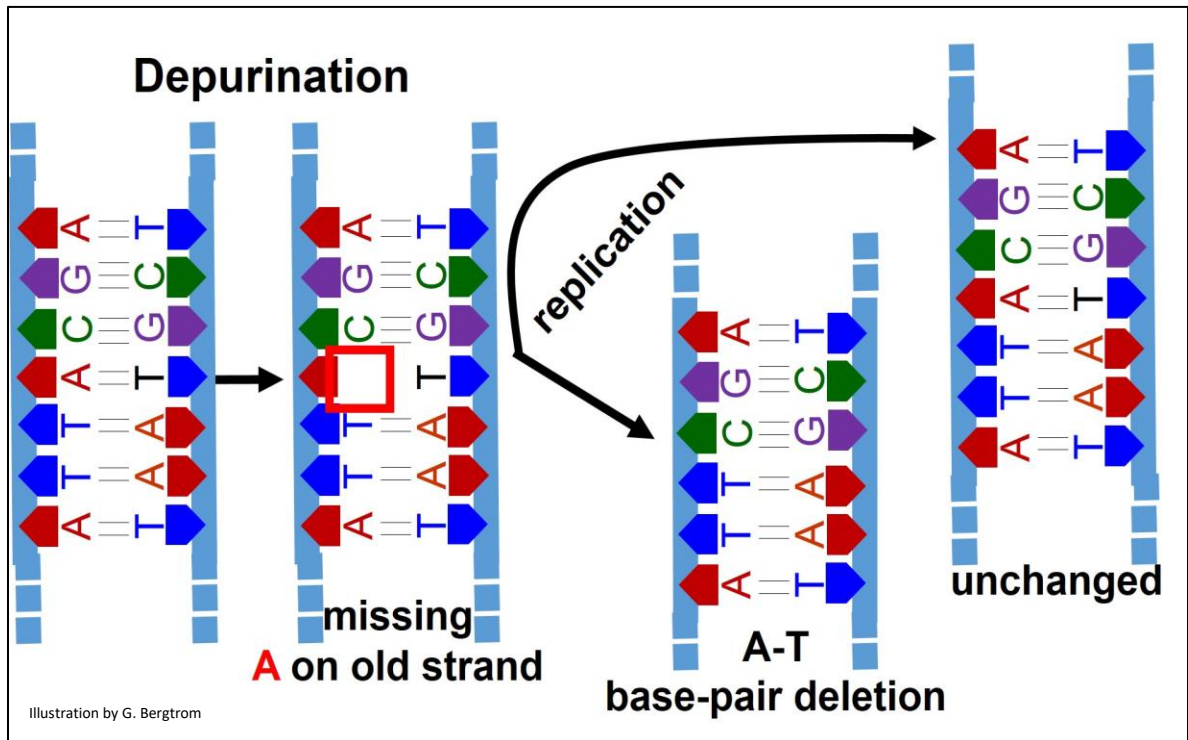 Depurination
A T
G C
C G
A T
T A
T A
A T
A T
G C
C G
T
T A
T A
A T
missing
A on old strand
replication
A T
G C
C G
T A
T A
A T
A-T
base-pair deletion
A T
G C
C G
A T
T A
T A
A T
unchanged
Illustration by G. Bergtrom